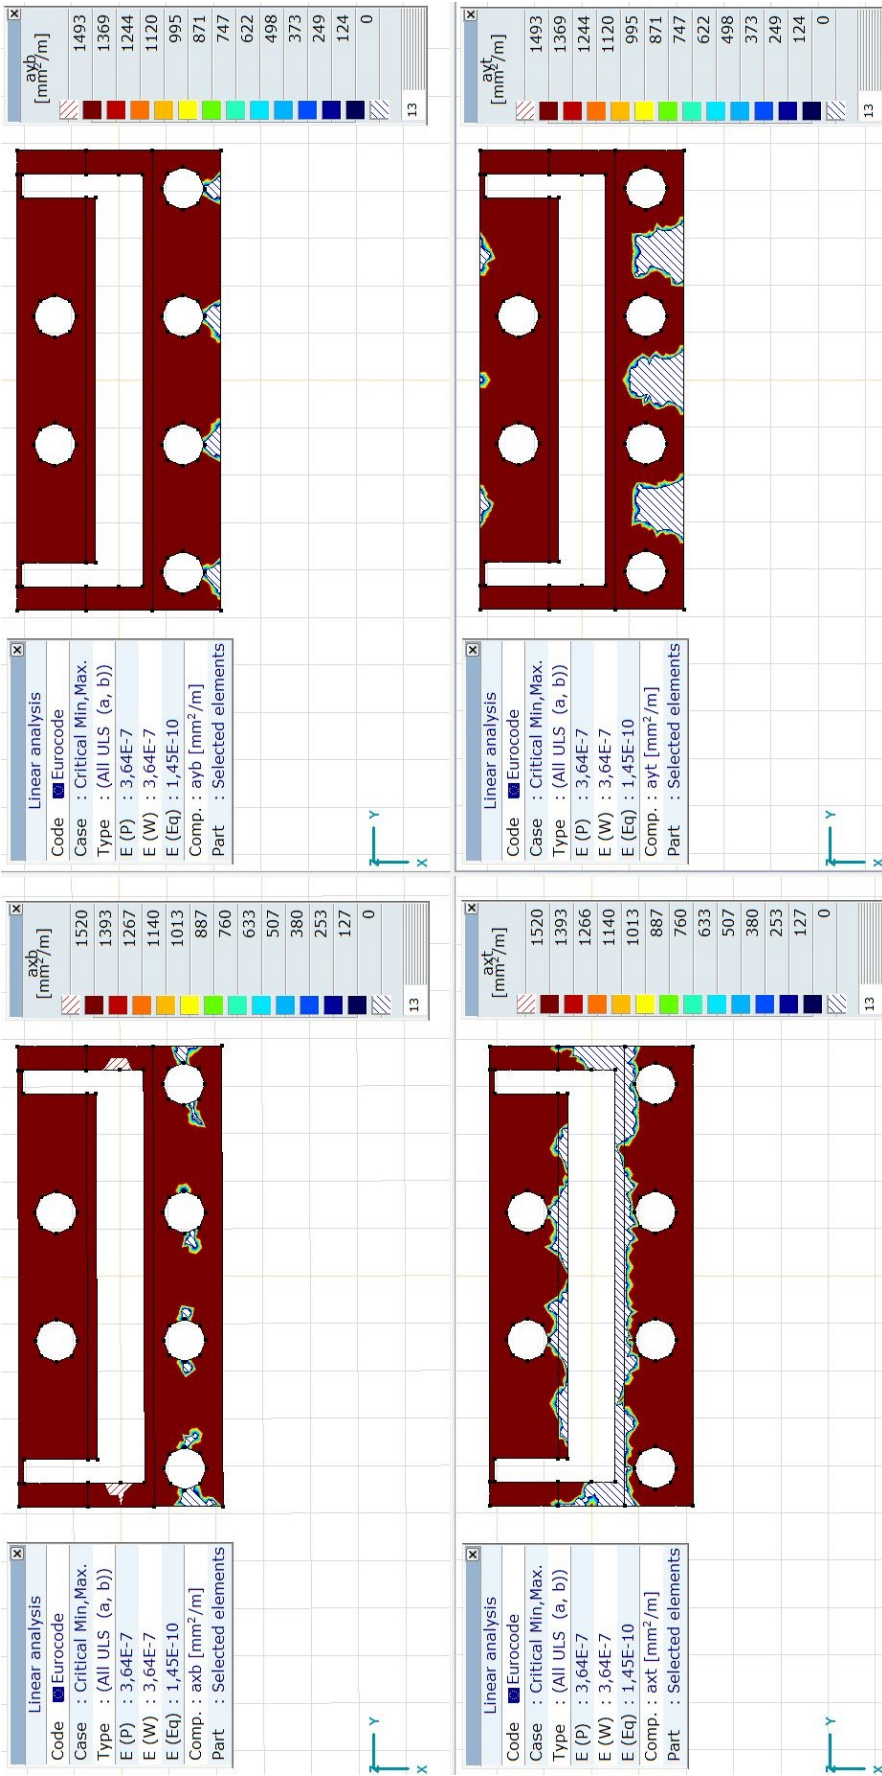 Linear analysis
Code : Eurocode
Case : Critical Min,Max.
Type : (All ULS (a, b))
E (P) : 3,64E-7
E (W) : 3,64E-7
E (Eq) : 1,45E-10
Comp. : axb [mm²/m]
Part : Selected elements
axb
[mm²/m]
1520
1393
1267
1140
1013
887
760
633
507
380
253
127
0
13
Y
X
Linear analysis
Code : Eurocode
Case : Critical Min,Max.
Type : (All ULS (a, b))
E (P) : 3,64E-7
E (W) : 3,64E-7
E (Eq) : 1,45E-10
Comp. : ayb [mm²/m]
Part : Selected elements
ayb
[mm²/m]
1493
1369
1244
1120
995
871
747
622
498
373
249
124
0
13
Y
X
Linear analysis
Code : Eurocode
Case : Critical Min,Max.
Type : (All ULS (a, b))
E (P) : 3,64E-7
E (W) : 3,64E-7
E (Eq) : 1,45E-10
Comp. : axt [mm²/m]
Part : Selected elements
axt
[mm²/m]
1520
1393
1266
1140
1013
887
760
633
507
380
253
127
0
13
Y
X
Linear analysis
Code : Eurocode
Case : Critical Min,Max.
Type : (All ULS (a, b))
E (P) : 3,64E-7
E (W) : 3,64E-7
E (Eq) : 1,45E-10
Comp. : ayt [mm²/m]
Part : Selected elements
ayt
[mm²/m]
1493
1369
1244
1120
995
871
747
622
498
373
249
124
0
13
Y
X